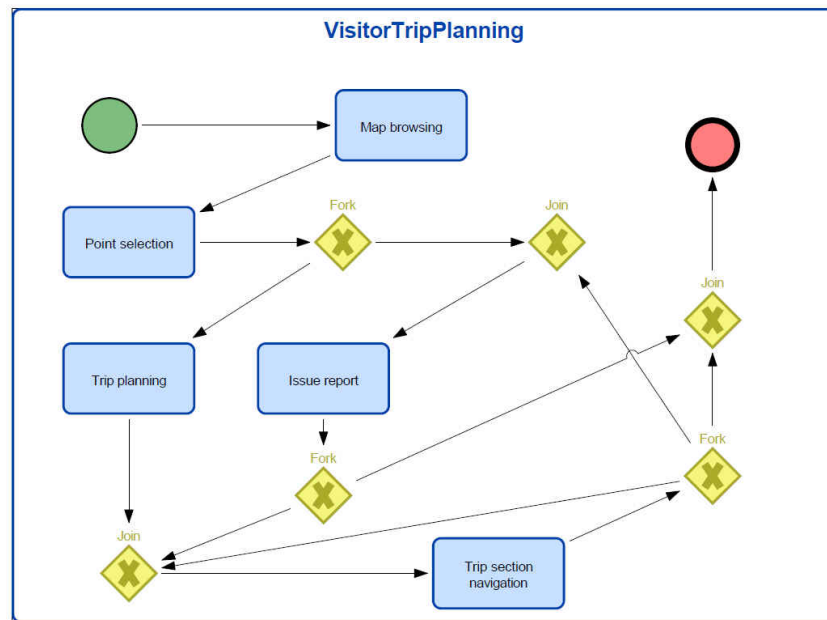 VisitorTripPlanning
Map browsing
Point selection
Fork
Join
Join
Trip planning
Issue report
Fork
Fork
Join
Trip section
navigation